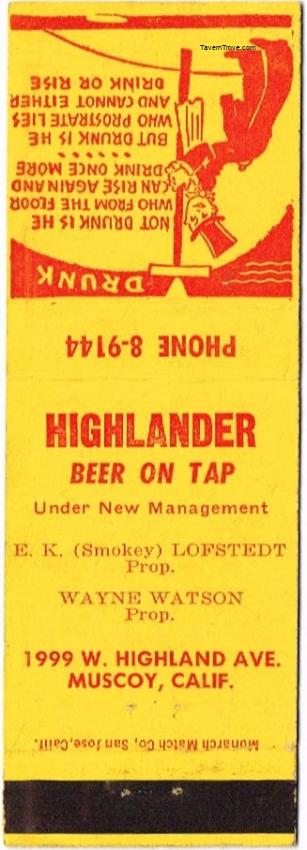 TavernTrove.com
DRUNK
NOT DRUNK IS HE
WHO FROM THE FLOOR
CAN RISE AGAIN AND
DRINK ONCE MORE
• • • • •
BUT DRUNK IS HE
WHO PROSTRATE LIES
AND CANNOT EITHER
DRINK OR RISE
PHONE 8-9144
HIGHLANDER
BEER ON TAP
Under New Management
E. K. (Smokey) LOFSTEDT
Prop.
WAYNE WATSON
Prop.
1999 W. HIGHLAND AVE.
MUSCOY, CALIF.
Monarch Match Co, San Jose, Calif.